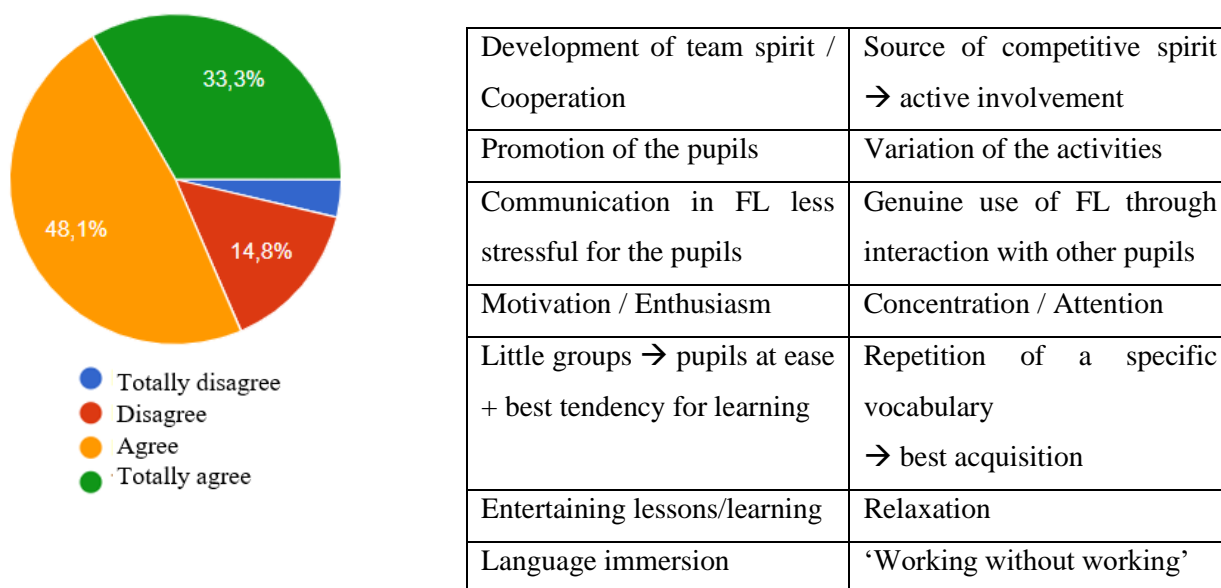 33,3%
48,1%
14,8%
Totally disagree
Disagree
Agree
Totally agree
Development of team spirit /
Cooperation
Source of competitive spirit
→ active involvement
Promotion of the pupils
Variation of the activities
Communication in FL less
stressful for the pupils
Genuine use of FL through
interaction with other pupils
Motivation / Enthusiasm
Concentration / Attention
Little groups → pupils at ease
+ best tendency for learning
Repetition of a specific
vocabulary
→ best acquisition
Entertaining lessons/learning
Relaxation
Language immersion
‘Working without working’